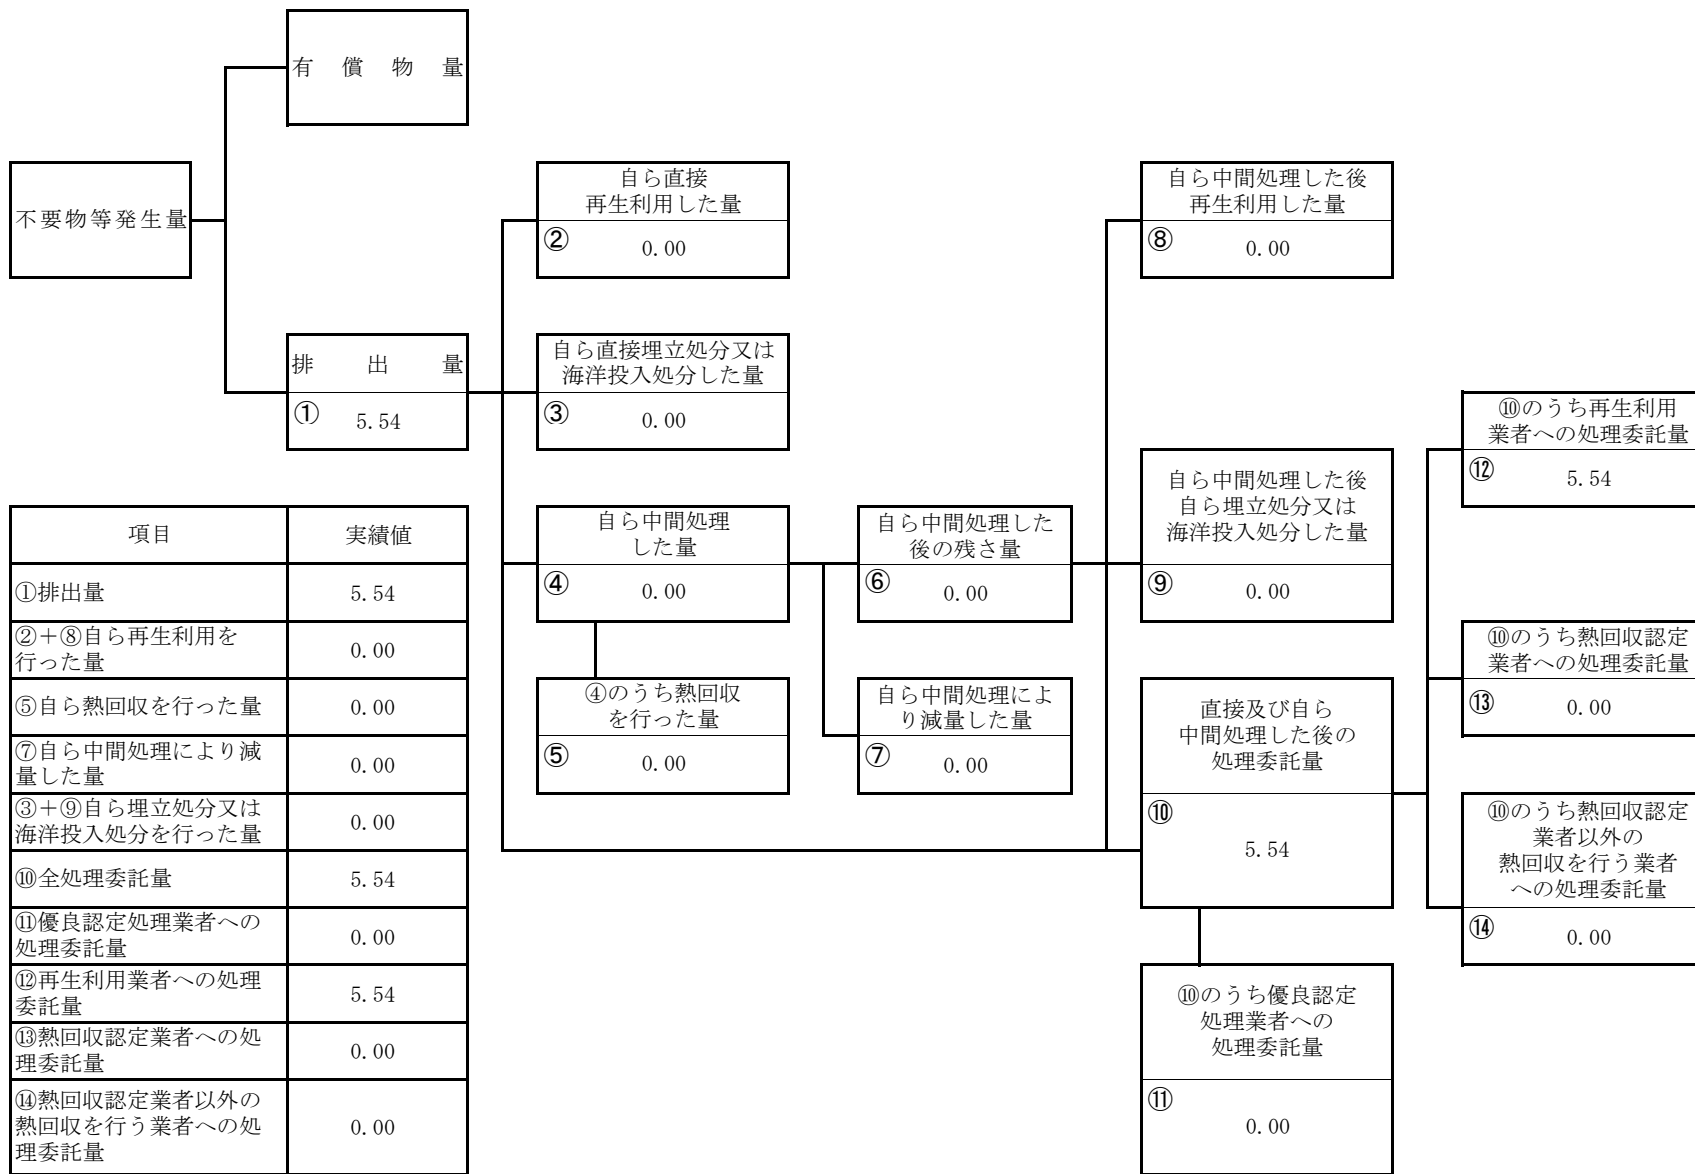 有償物量
不要物等発生量
排出量
① 5.54
自ら直接
再生利用した量
② 0.00
自ら直接埋立処分又は
海洋投入処分した量
③ 0.00
自ら中間処理
した量
④ 0.00
④のうち熱回収
を行った量
⑤ 0.00
自ら中間処理した
後の残さ量
⑥ 0.00
自ら中間処理によ
り減量した量
⑦ 0.00
自ら中間処理した後
再生利用した量
⑧ 0.00
自ら中間処理した後
自ら埋立処分又は
海洋投入処分した量
⑨ 0.00
直接及び自ら
中間処理した後の
処理委託量
⑩
5.54
⑩のうち優良認定
処理業者への
処理委託量
⑪
0.00
⑩のうち再生利用
業者への処理委託量
⑫ 5.54
⑩のうち熱回収認定
業者への処理委託量
⑬ 0.00
⑩のうち熱回収認定
業者以外の
熱回収を行う業者
への処理委託量
⑭ 0.00
項目 実績値
①排出量 5.54
②+⑧自ら再生利用を
行った量 0.00
⑤自ら熱回収を行った量 0.00
⑦自ら中間処理により減
量した量 0.00
③+⑨自ら埋立処分又は
海洋投入処分を行った量 0.00
⑩全処理委託量 5.54
⑪優良認定処理業者への
処理委託量 0.00
⑫再生利用業者への処理
委託量 5.54
⑬熱回収認定業者への処
理委託量 0.00
⑭熱回収認定業者以外の
熱回収を行う業者への処
理委託量 0.00